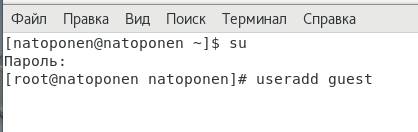 Файл Правка Вид Поиск Терминал Справка
[natoponen@natoponen ~]$ su
Пароль:
[root@natoponen natoponen]# useradd guest